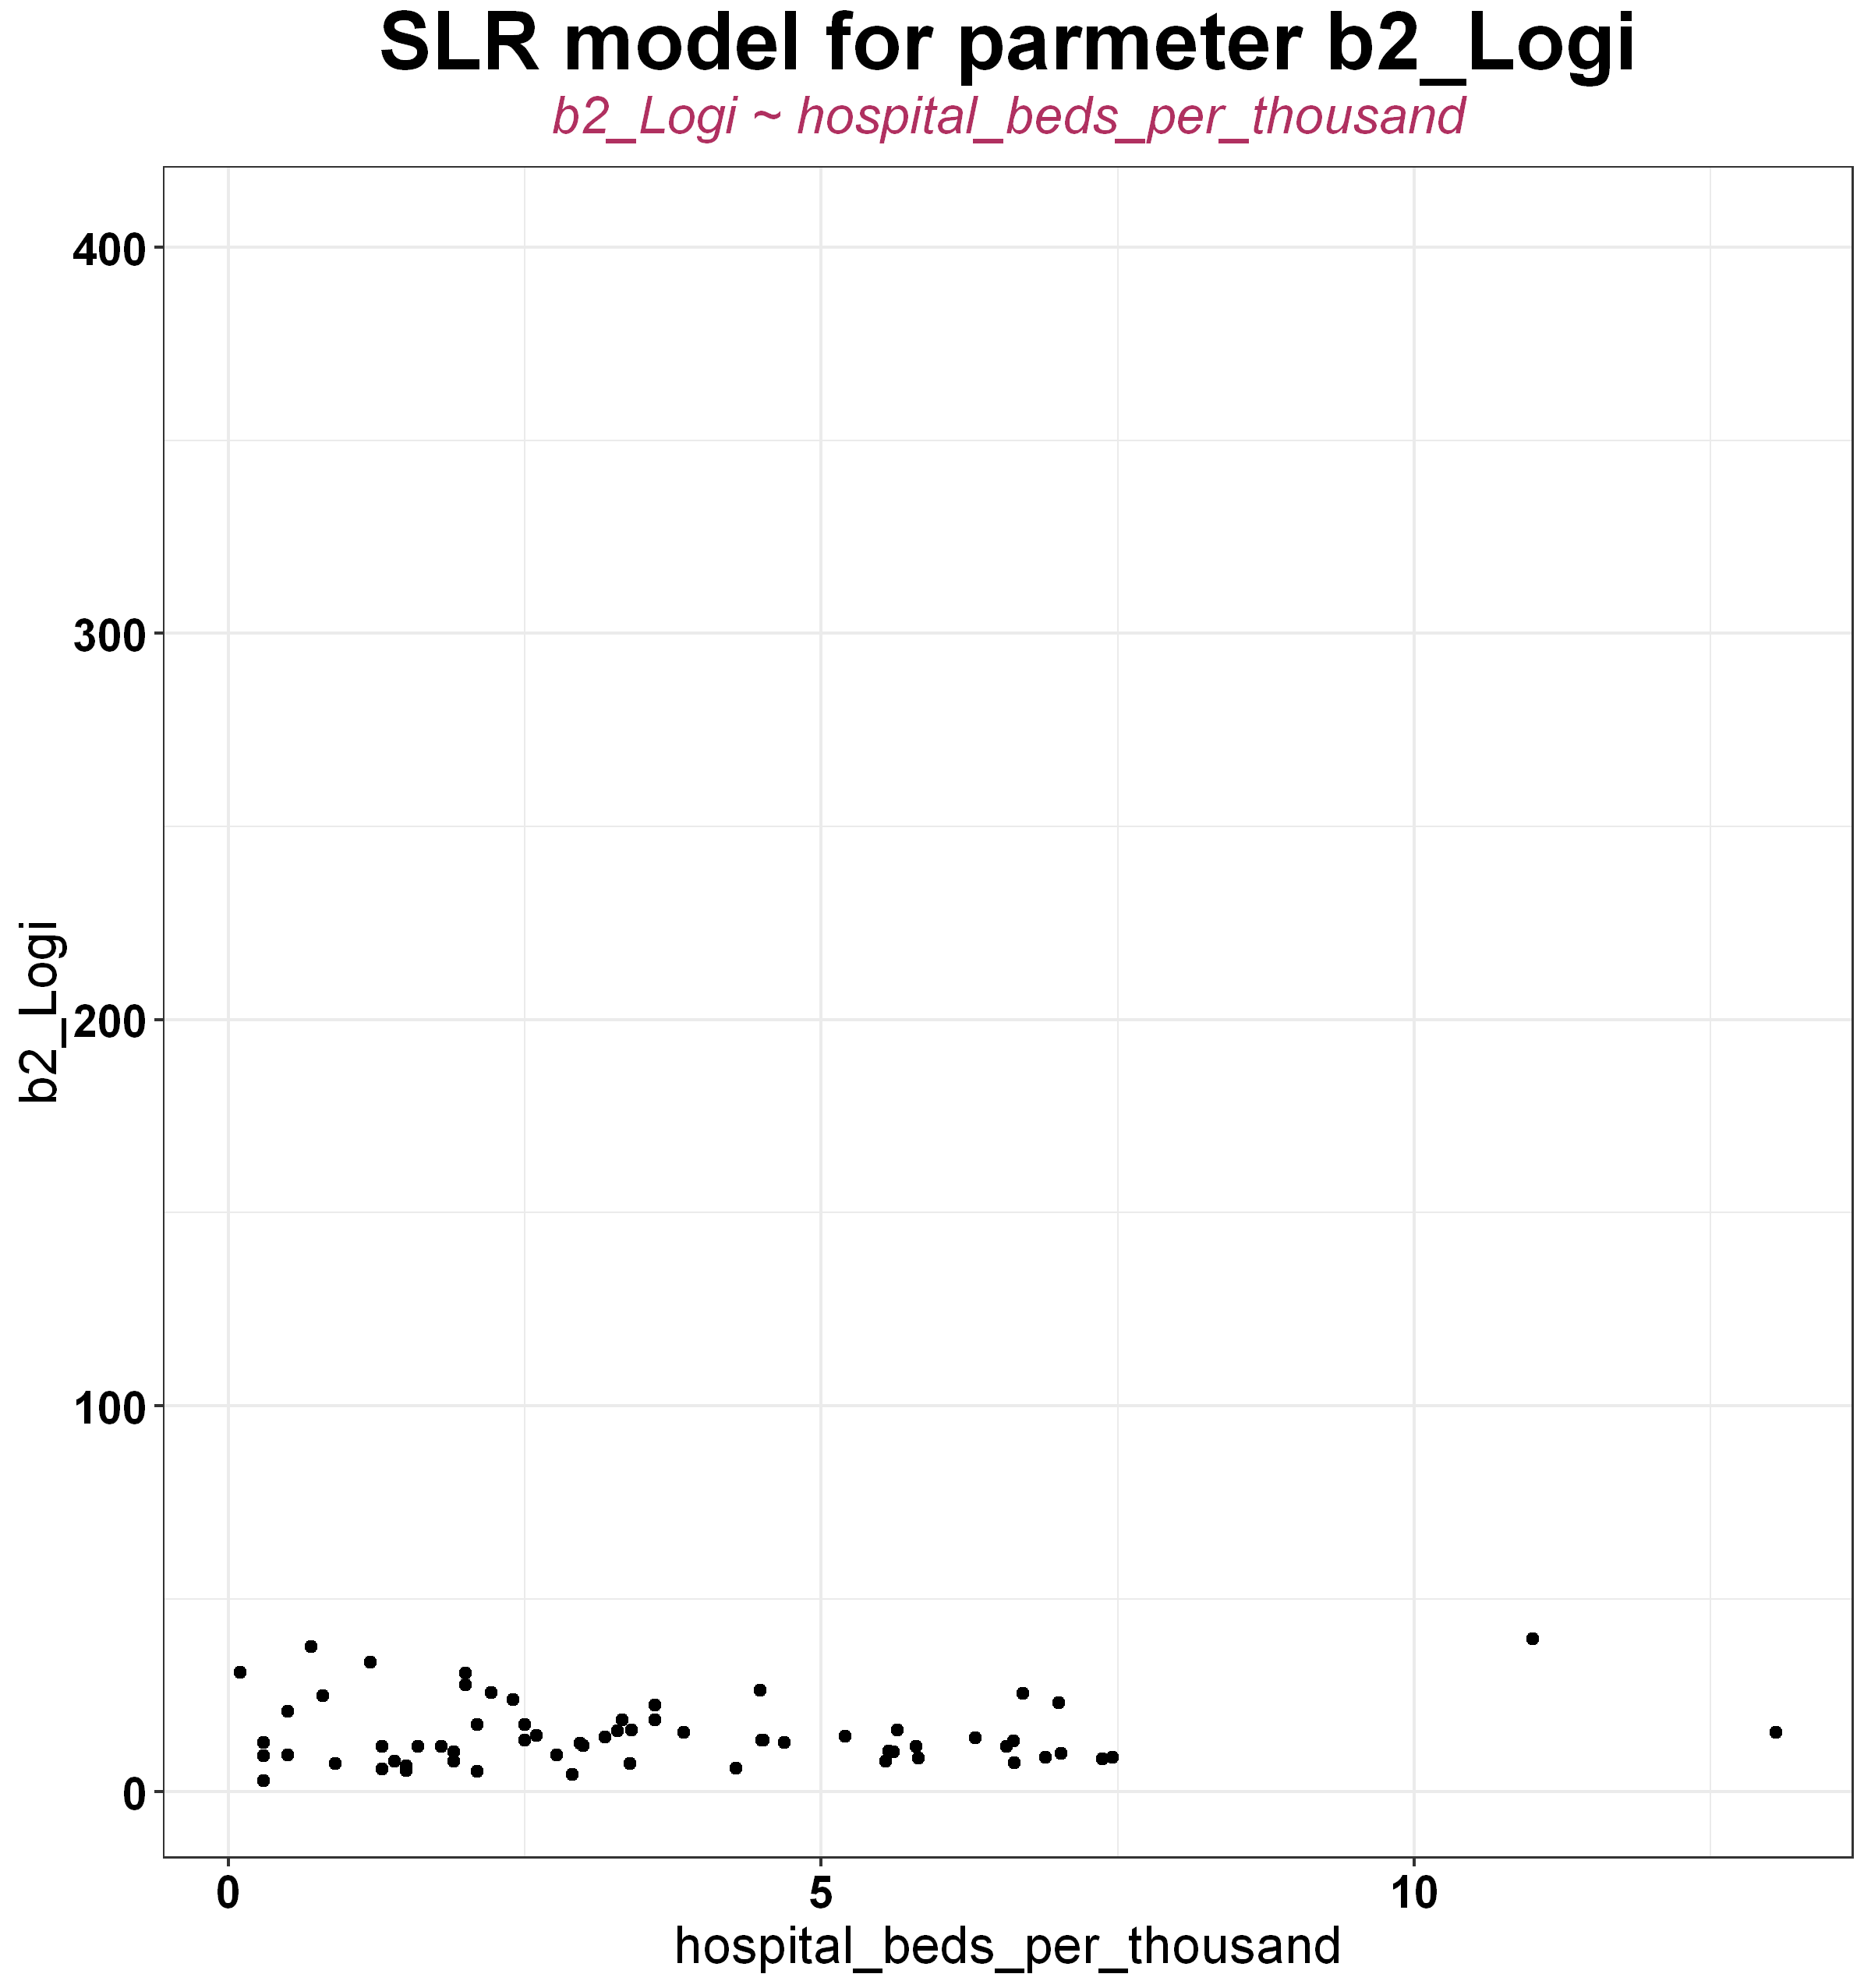 SLR model for parmeter b2_Logi
b2_Logi ~ hospital_beds_per_thousand
b2_Logi
400
300
200
100
0
0 5 10
hospital_beds_per_thousand